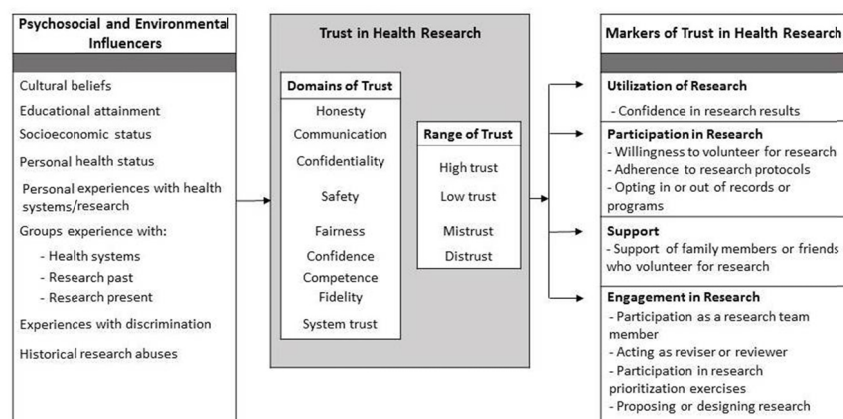 Psychosocial and Environmental
Influencers
Cultural beliefs
Educational attainment
Socioeconomic status
Personal health status
Personal experiences with health
systems/research
Groups experience with:
- Health systems
- Research past
- Research present
Experiences with discrimination
Historical research abuses
Trust in Health Research
Domains of Trust
Honesty
Communication
Confidentiality
Safety
Fairness
Confidence
Competence
Fidelity
System trust
Range of Trust
High trust
Low trust
Mistrust
Distrust
Markers of Trust in Health Research
Utilization of Research
- Confidence in research results
Participation in Research
- Willingness to volunteer for research
- Adherence to research protocols
- Opting in or out of records or
programs
Support
- Support of family members or friends
who volunteer for research
Engagement in Research
- Participation as a research team
member
- Acting as reviser or reviewer
- Participation in research
prioritization exercises
- Proposing or designing research